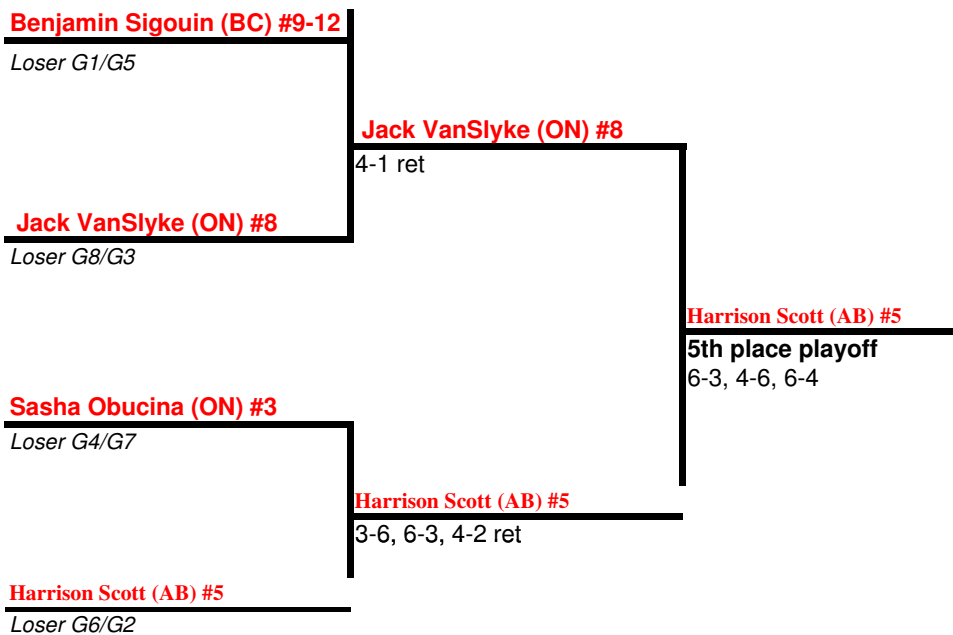 Benjamin Sigouin (BC) #9-12
Loser G1/G5
Jack VanSlyke (ON) #8
4-1 ret
Jack VanSlyke (ON) #8
Loser G8/G3
Harrison Scott (AB) #5
5th place playoff
6-3, 4-6, 6-4
Sasha Obucina (ON) #3
Loser G4/G7
Harrison Scott (AB) #5
3-6, 6-3, 4-2 ret
Harrison Scott (AB) #5
Loser G6/G2